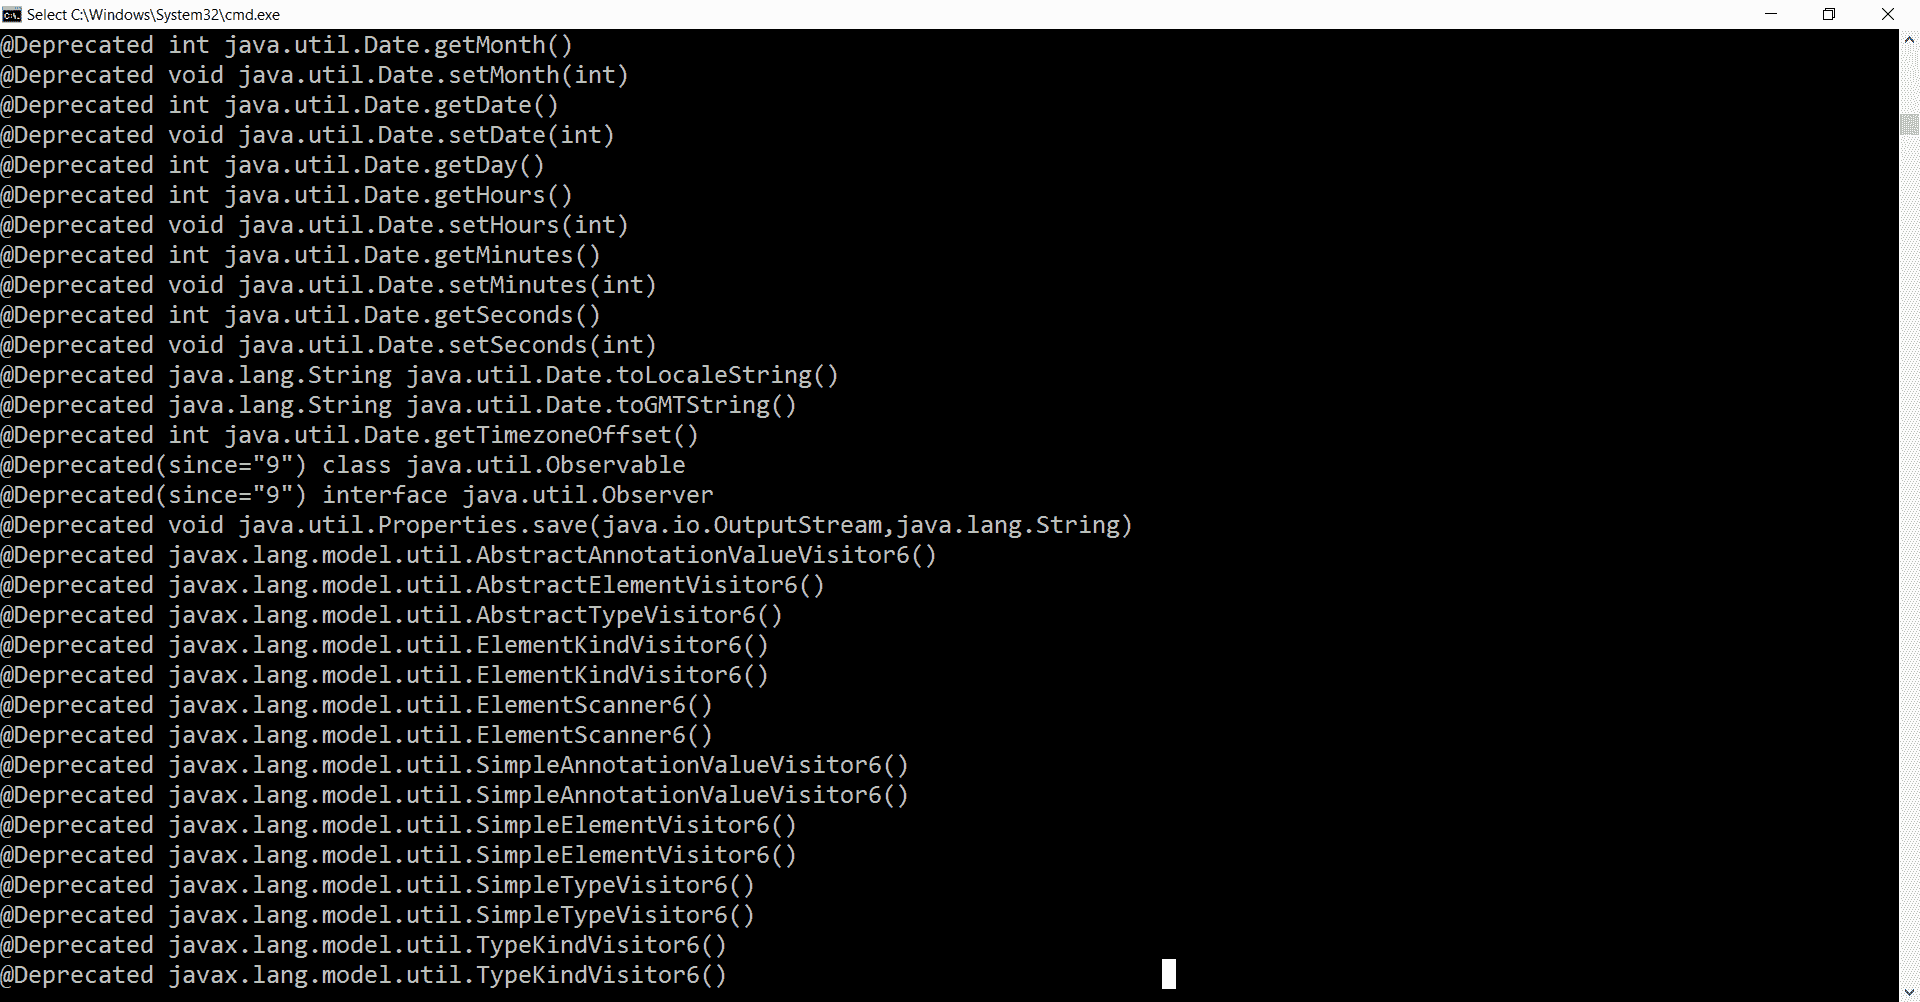 Select C:\Windows\System32\cmd.exe
@Deprecated int java.util.Date.getMonth()
@Deprecated void java.util.Date.setMonth(int)
@Deprecated int java.util.Date.getDate()
@Deprecated void java.util.Date.setDate(int)
@Deprecated int java.util.Date.getDay()
@Deprecated int java.util.Date.getHours()
@Deprecated void java.util.Date.setHours(int)
@Deprecated int java.util.Date.getMinutes()
@Deprecated void java.util.Date.setMinutes(int)
@Deprecated int java.util.Date.getSeconds()
@Deprecated void java.util.Date.setSeconds(int)
@Deprecated java.lang.String java.util.Date.toLocaleString()
@Deprecated java.lang.String java.util.Date.toGMTString()
@Deprecated int java.util.Date.getTimezoneOffset()
@Deprecated(since="9") class java.util.Observable
@Deprecated(since="9") interface java.util.Observer
@Deprecated void java.util.Properties.save(java.io.OutputStream,java.lang.String)
@Deprecated javax.lang.model.util.AbstractAnnotationValueVisitor6()
@Deprecated javax.lang.model.util.AbstractElementVisitor6()
@Deprecated javax.lang.model.util.AbstractTypeVisitor6()
@Deprecated javax.lang.model.util.ElementKindVisitor6()
@Deprecated javax.lang.model.util.ElementKindVisitor6()
@Deprecated javax.lang.model.util.ElementScanner6()
@Deprecated javax.lang.model.util.ElementScanner6()
@Deprecated javax.lang.model.util.SimpleAnnotationValueVisitor6()
@Deprecated javax.lang.model.util.SimpleAnnotationValueVisitor6()
@Deprecated javax.lang.model.util.SimpleElementVisitor6()
@Deprecated javax.lang.model.util.SimpleElementVisitor6()
@Deprecated javax.lang.model.util.SimpleTypeVisitor6()
@Deprecated javax.lang.model.util.SimpleTypeVisitor6()
@Deprecated javax.lang.model.util.TypeKindVisitor6()
@Deprecated javax.lang.model.util.TypeKindVisitor6()